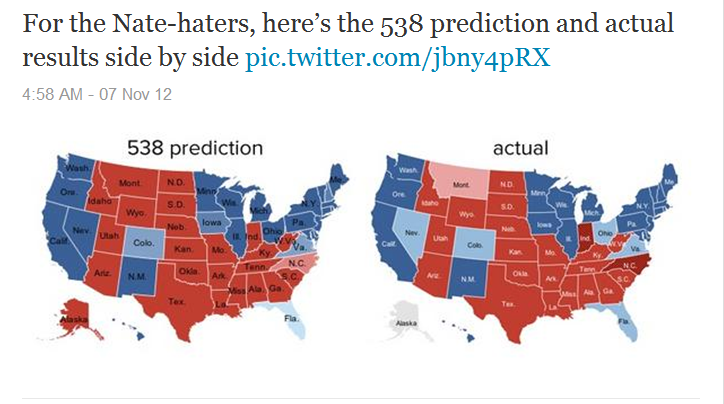 For the Nate-haters, here’s the 538 prediction and actual
results side by side pic.twitter.com/jbny4pRX
4:58 AM - 07 Nov 12
538 prediction
Wash.
Ore.
Calif.
Nev.
Idaho
Mont.
Wyo.
Utah
Colo.
Ariz.
N.M.
N.D.
S.D.
Neb.
Kan.
Okla.
Tex.
Minn.
Iowa
Mo.
Ark.
La.
Wis.
Ill.
Mich.
Ind.
Ohio
Ky.
Tenn.
Miss.
Ala.
Ga.
Fla.
S.C.
N.C.
W.V.
Va.
Pa.
N.Y.
Me.
Alaska
actual
Wash.
Ore.
Calif.
Nev.
Idaho
Mont.
Wyo.
Utah
Colo.
Ariz.
N.M.
N.D.
S.D.
Neb.
Kan.
Okla.
Tex.
Minn.
Iowa
Mo.
Ark.
La.
Wis.
Ill.
Mich.
Ind.
Ohio
Ky.
Tenn.
Miss.
Ala.
Ga.
Fla.
S.C.
N.C.
W.V.
Va.
Pa.
N.Y.
Me.
Alaska